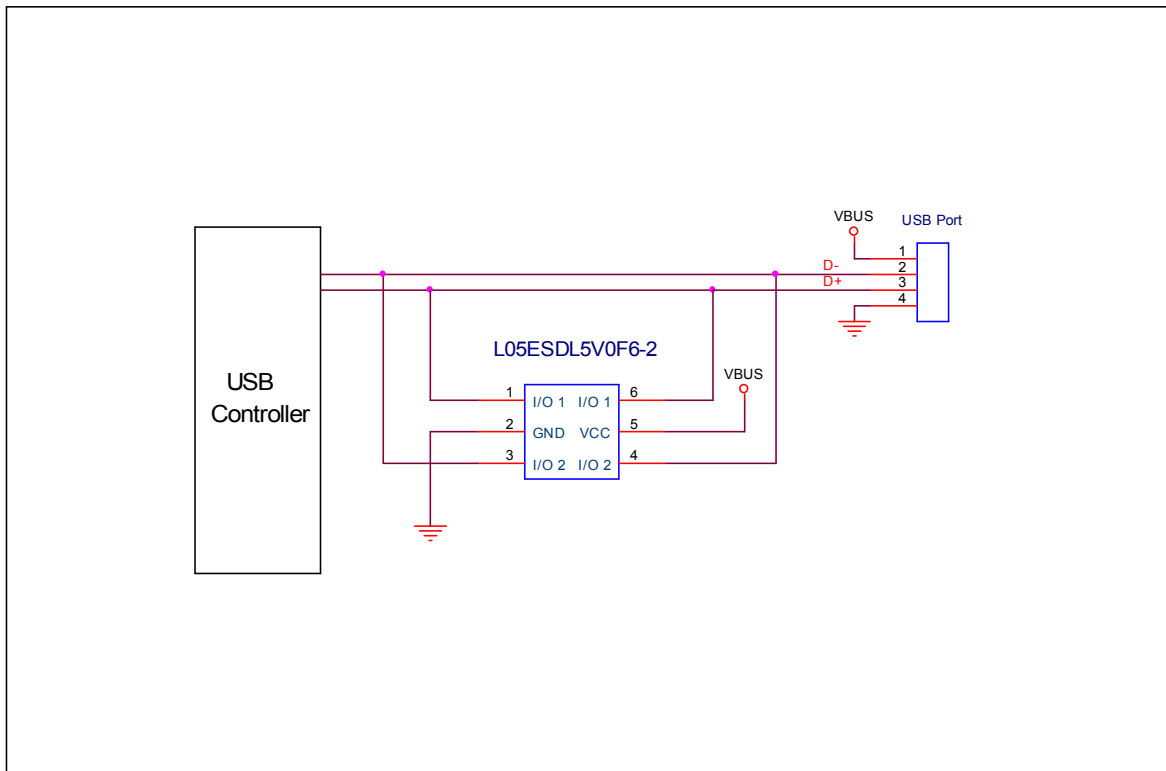 VBUS
USB Port
1
D- 2
D+ 3
4
L05ESDL5V0F6-2
VBUS
USB
Controller
1 I/O 1 I/O 1 6
2 GND VCC 5
3 I/O 2 I/O 2 4